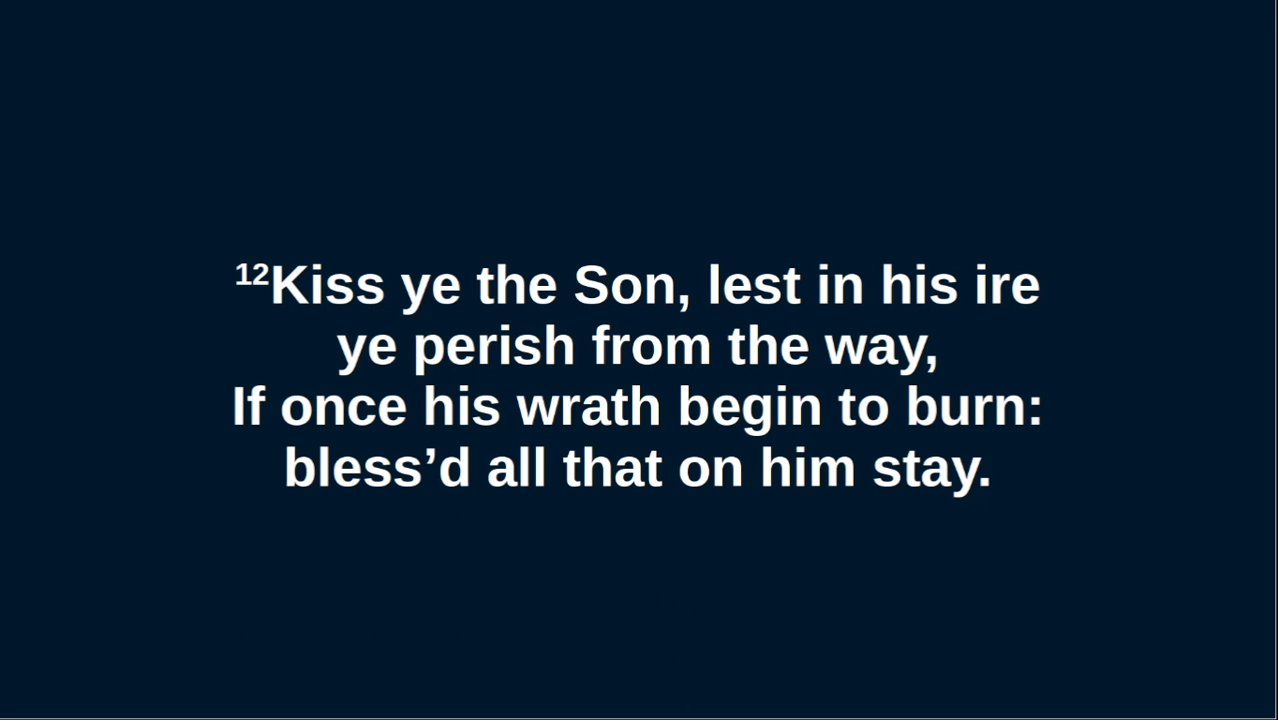 ¹²Kiss ye the Son, lest in his ire
ye perish from the way,
If once his wrath begin to burn:
bless’d all that on him stay.